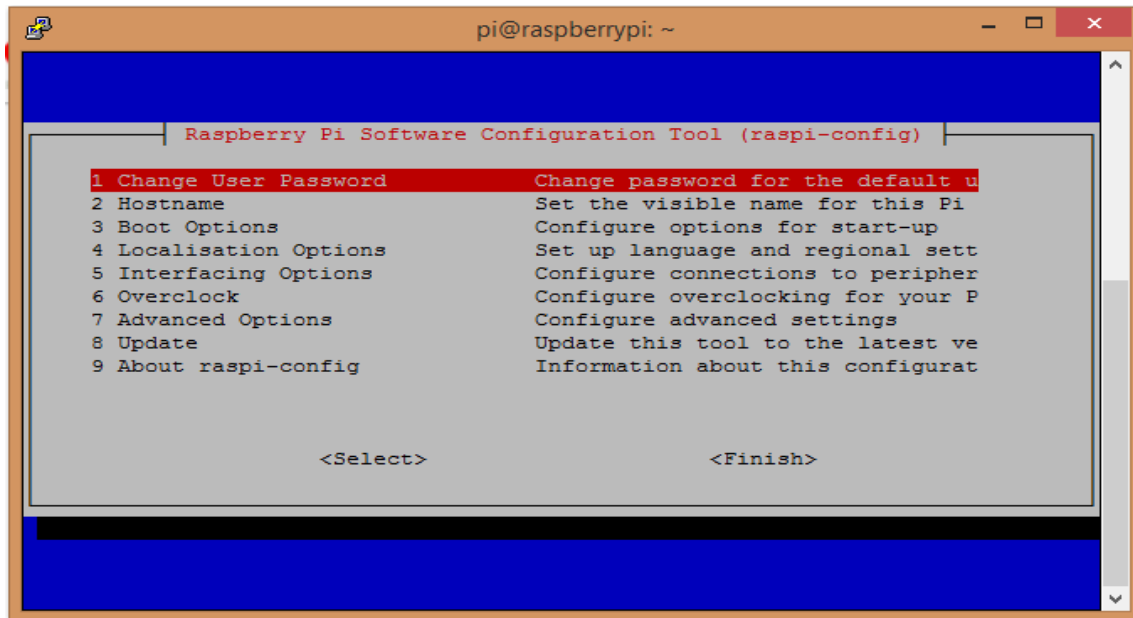 pi@raspberrypi: ~
Raspberry Pi Software Configuration Tool (raspi-config)
1 Change User Password Change password for the default u
2 Hostname Set the visible name for this Pi
3 Boot Options Configure options for start-up
4 Localisation Options Set up language and regional sett
5 Interfacing Options Configure connections to peripher
6 Overclock Configure overclocking for your P
7 Advanced Options Configure advanced settings
8 Update Update this tool to the latest ve
9 About raspi-config Information about this configurat
<Select> <Finish>